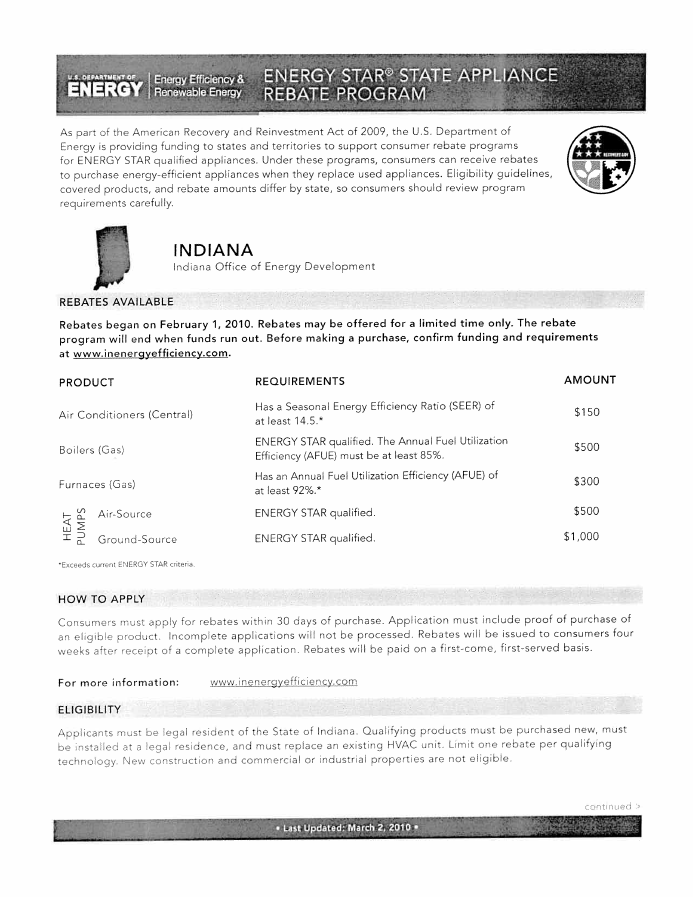 U.S. DEPARTMENT OF
ENERGY
Energy Efficiency &
Renewable Energy
ENERGY STAR® STATE APPLIANCE
REBATE PROGRAM
As part of the American Recovery and Reinvestment Act of 2009, the U.S. Department of
Energy is providing funding to states and territories to support consumer rebate programs
for ENERGY STAR qualified appliances. Under these programs, consumers can receive rebates
to purchase energy-efficient appliances when they replace used appliances. Eligibility guidelines,
covered products, and rebate amounts differ by state, so consumers should review program
requirements carefully.
RECOVERY.GOV
INDIANA
Indiana Office of Energy Development
REBATES AVAILABLE
Rebates began on February 1, 2010. Rebates may be offered for a limited time only. The rebate
program will end when funds run out. Before making a purchase, confirm funding and requirements
at www.inenergyefficiency.com.
PRODUCT REQUIREMENTS AMOUNT
Air Conditioners (Central) Has a Seasonal Energy Efficiency Ratio (SEER) of
at least 14.5.* $150
Boilers (Gas) ENERGY STAR qualified. The Annual Fuel Utilization
Efficiency (AFUE) must be at least 85%. $500
Furnaces (Gas) Has an Annual Fuel Utilization Efficiency (AFUE) of
at least 92%.* $300
HEAT
PUMPS
Air-Source ENERGY STAR qualified. $500
Ground-Source ENERGY STAR qualified. $1,000
*Exceeds current ENERGY STAR criteria.
HOW TO APPLY
Consumers must apply for rebates within 30 days of purchase. Application must include proof of purchase of
an eligible product. Incomplete applications will not be processed. Rebates will be issued to consumers four
weeks after receipt of a complete application. Rebates will be paid on a first-come, first-served basis.
For more information: www.inenergyefficiency.com
ELIGIBILITY
Applicants must be legal resident of the State of Indiana. Qualifying products must be purchased new, must
be installed at a legal residence, and must replace an existing HVAC unit. Limit one rebate per qualifying
technology. New construction and commercial or industrial properties are not eligible.
continued >
• Last Updated: March 2, 2010 •